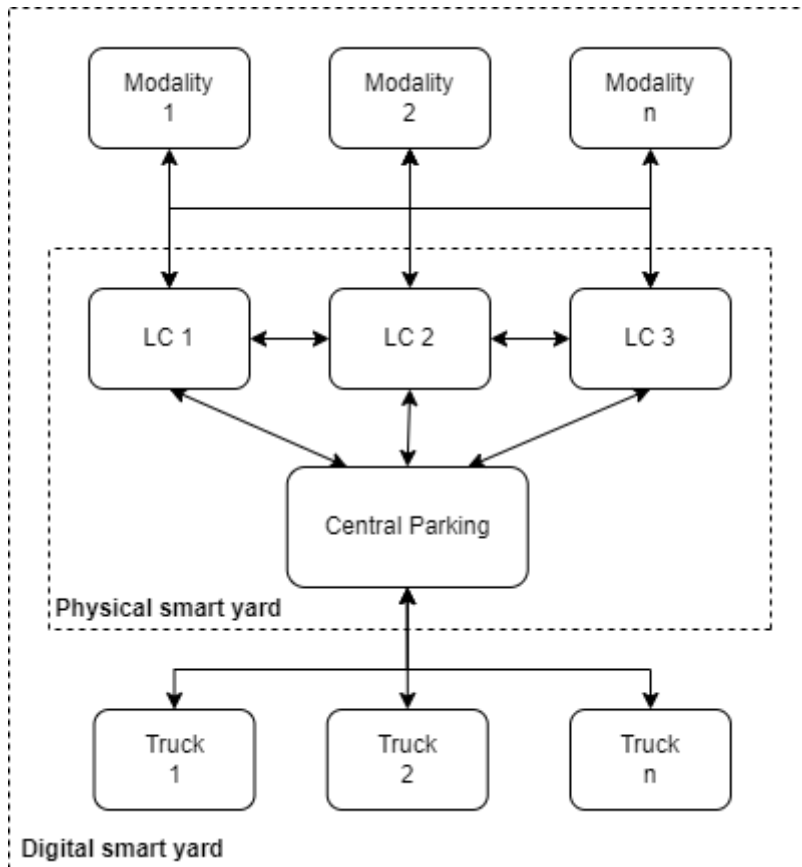 Modality
1
Modality
2
Modality
n
LC 1
LC 2
LC 3
Central Parking
Physical smart yard
Truck
1
Truck
2
Truck
n
Digital smart yard